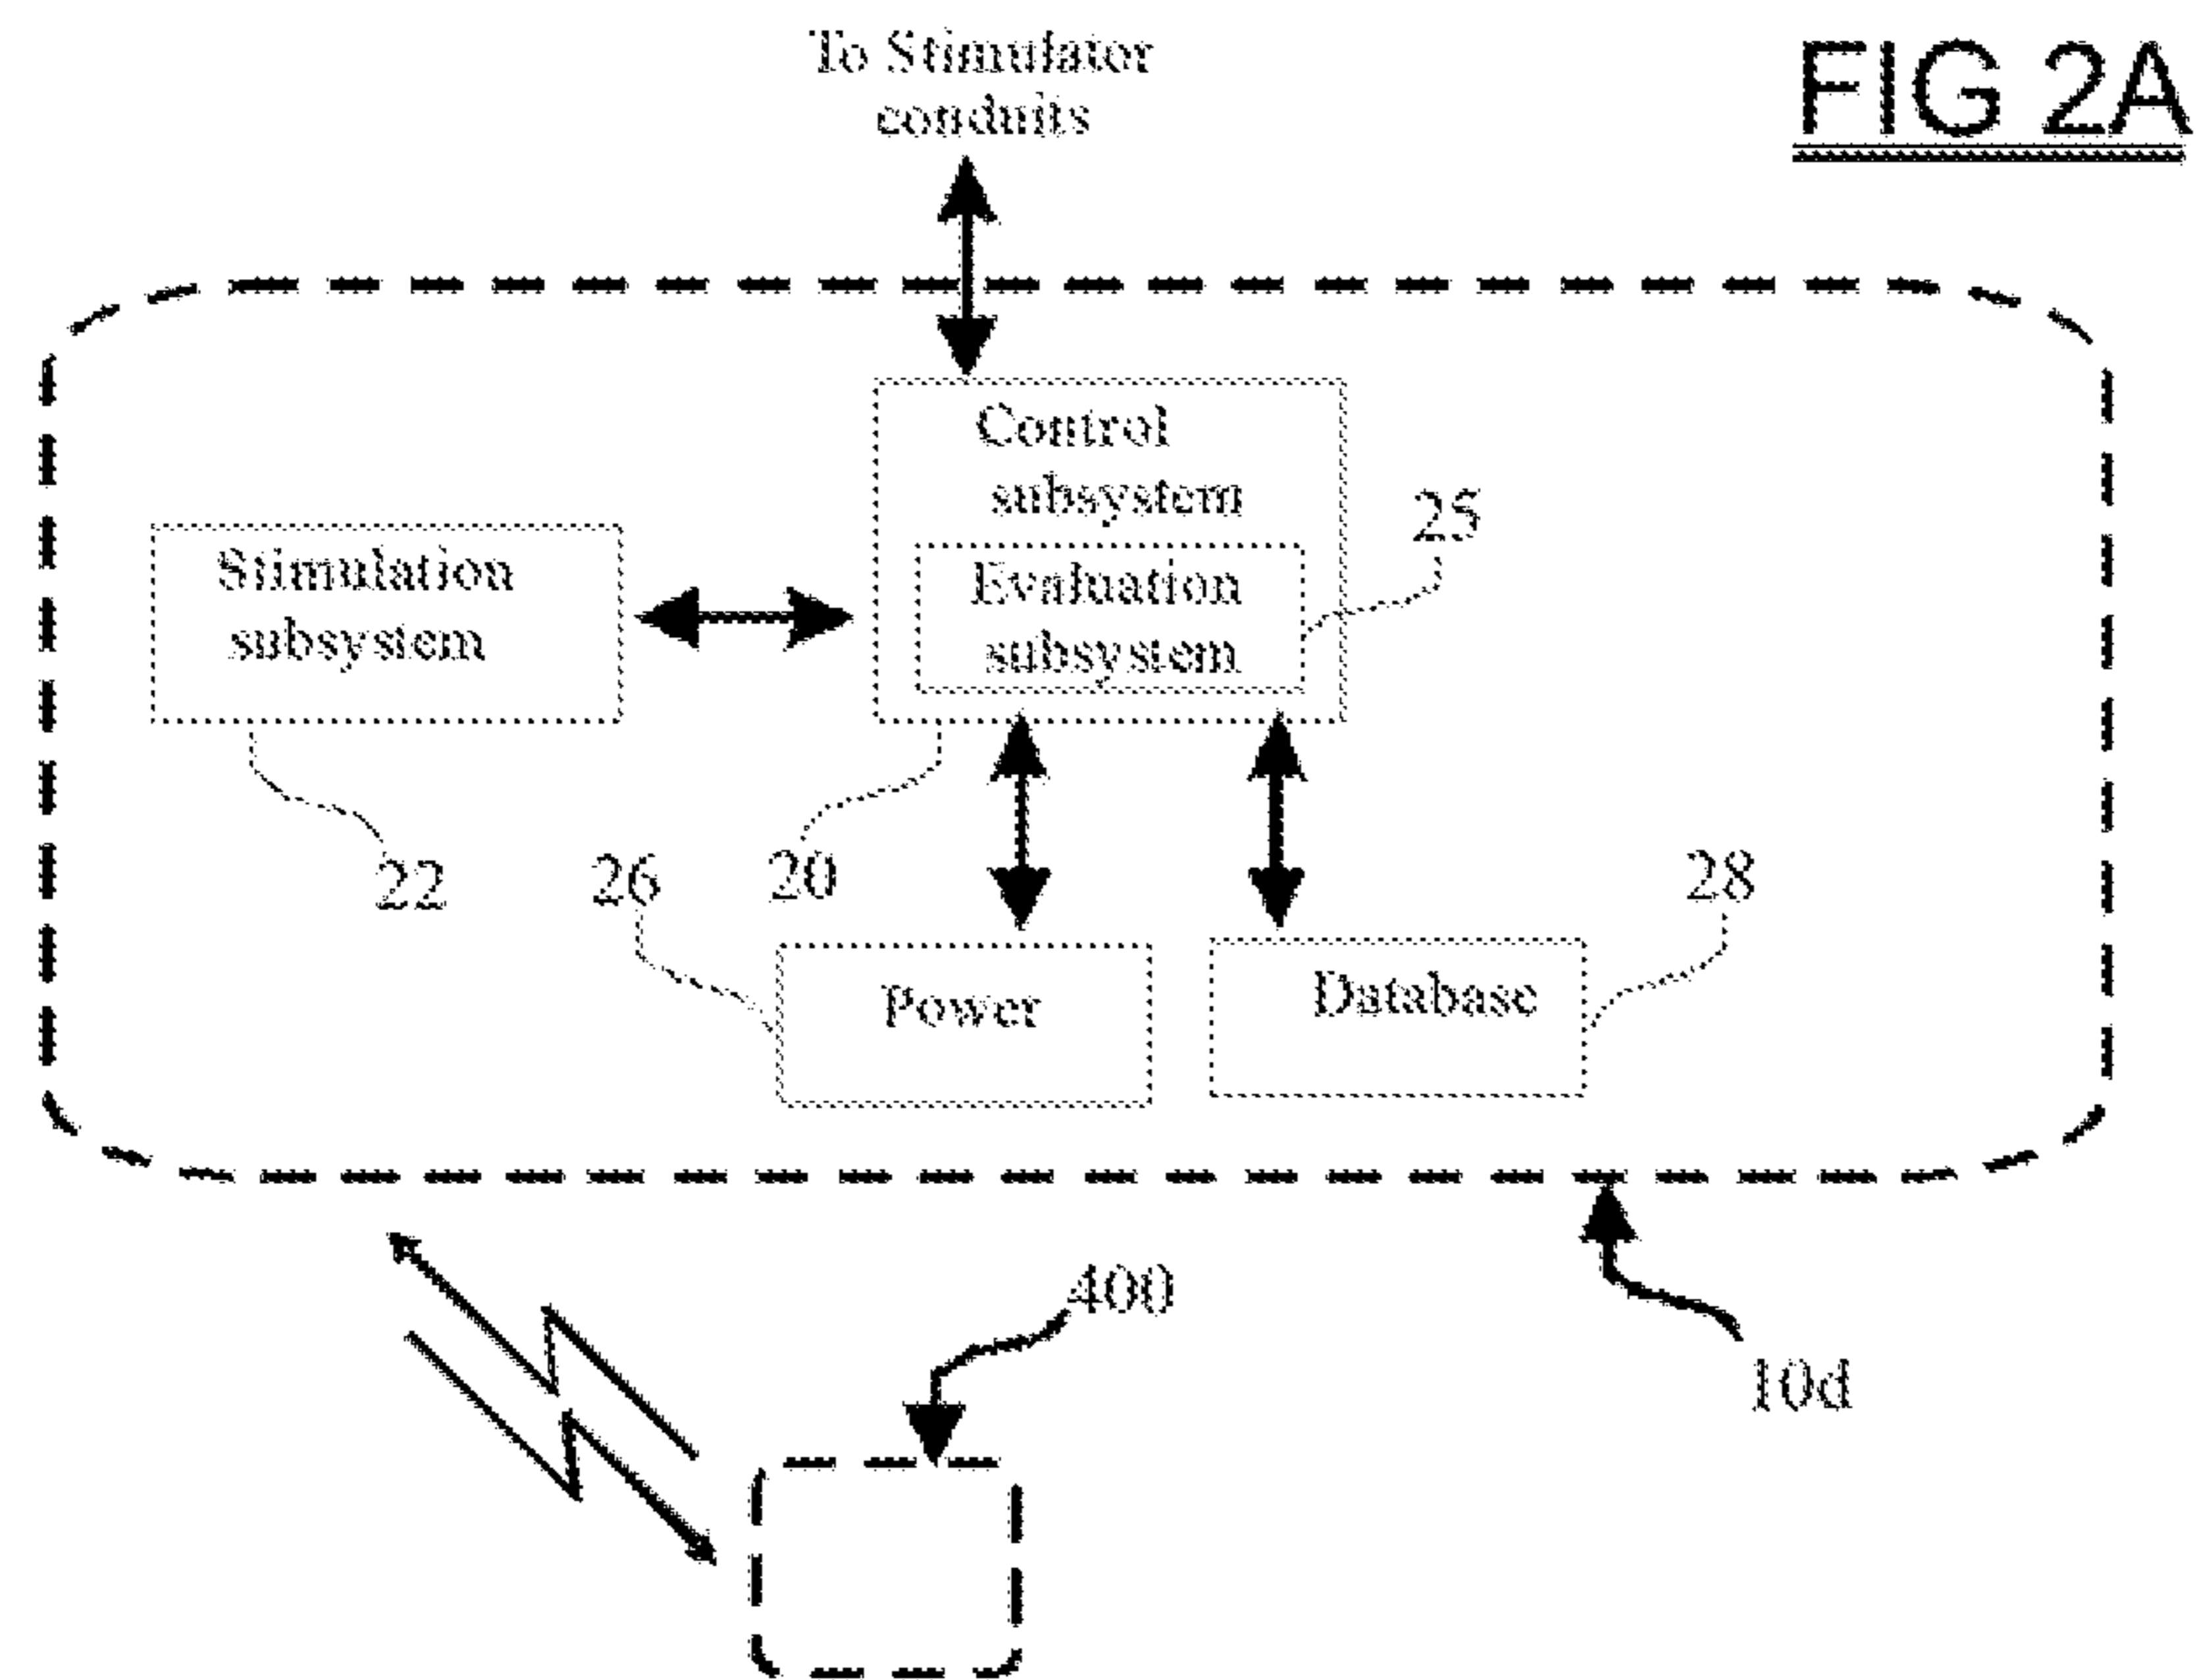 FIG 2A
To Stimulator
conduits
Control
subsystem
25
Stimulation
subsystem
Evaluation
subsystem
22
26
20
28
Power
Database
400
10d